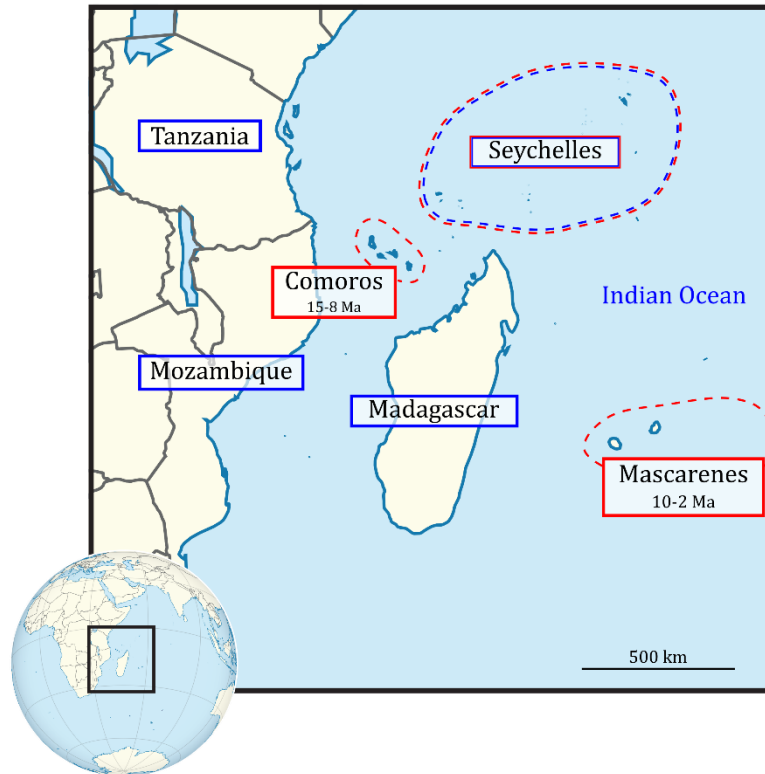 Tanzania
Seychelles
Comoros
15-8 Ma
Indian Ocean
Mozambique
Madagascar
Mascarenes
10-2 Ma
500 km